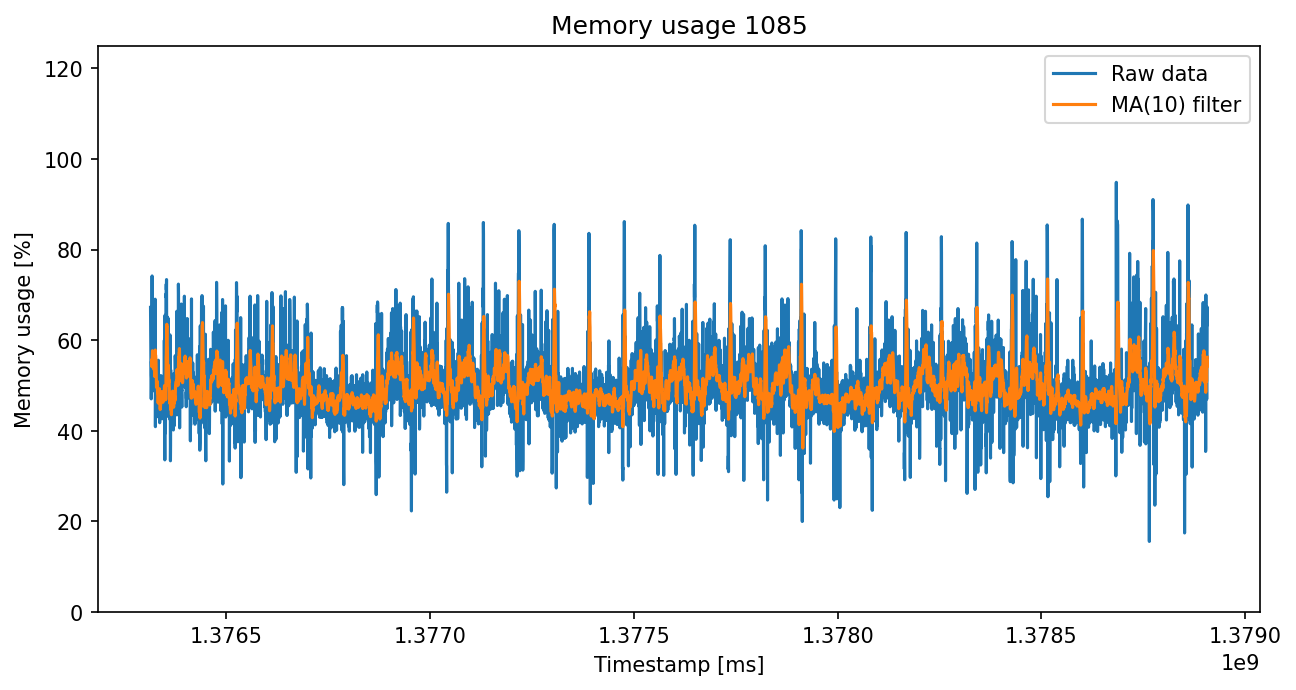 Memory usage 1085
Raw data
MA(10) filter
Memory usage [%]
120
100
80
60
40
20
0
1.3765 1.3770 1.3775 1.3780 1.3785 1.3790
1e9
Timestamp [ms]